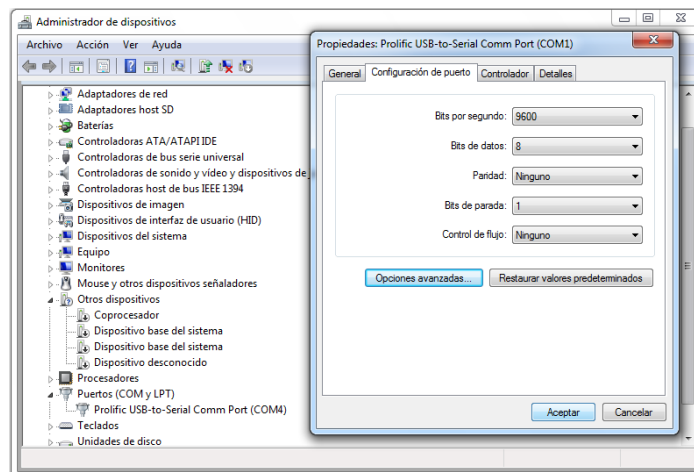 Administrador de dispositivos
Archivo Acción Ver Ayuda
Adaptadores de red
Adaptadores host SD
Baterías
Controladoras ATA/ATAPI IDE
Controladoras de bus serie universal
Controladoras de sonido y vídeo y dispositivos de
Controladoras host de bus IEEE 1394
Dispositivos de imagen
Dispositivos de interfaz de usuario (HID)
Dispositivos del sistema
Equipo
Monitores
Mouse y otros dispositivos señaladores
Otros dispositivos
Coprocesador
Dispositivo base del sistema
Dispositivo base del sistema
Dispositivo desconocido
Procesadores
Puertos (COM y LPT)
Prolific USB-to-Serial Comm Port (COM4)
Teclados
Unidades de disco
Propiedades: Prolific USB-to-Serial Comm Port (COM1)
General Configuración de puerto Controlador Detalles
Bits por segundo: 9600
Bits de datos: 8
Paridad: Ninguno
Bits de parada: 1
Control de flujo: Ninguno
Opciones avanzadas... Restaurar valores predeterminados
Aceptar Cancelar